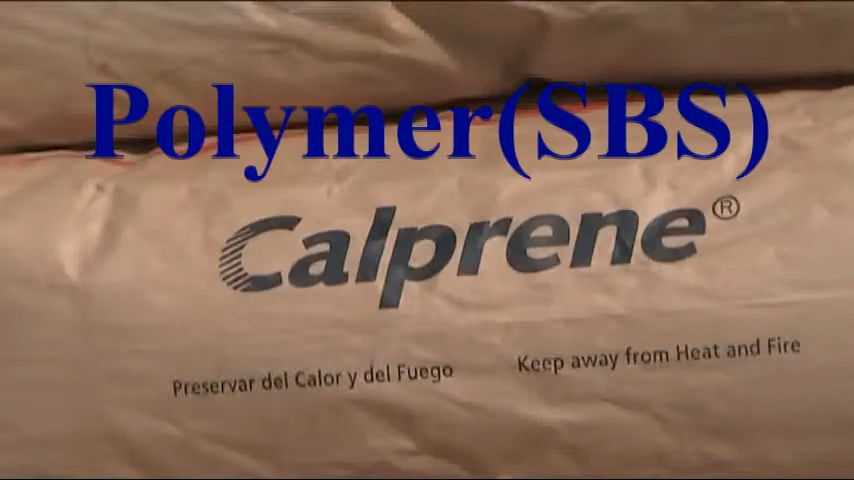 Polymer(SBS)
Calprene®
Preservar del Calor y del Fuego
Keep away from Heat and Fire